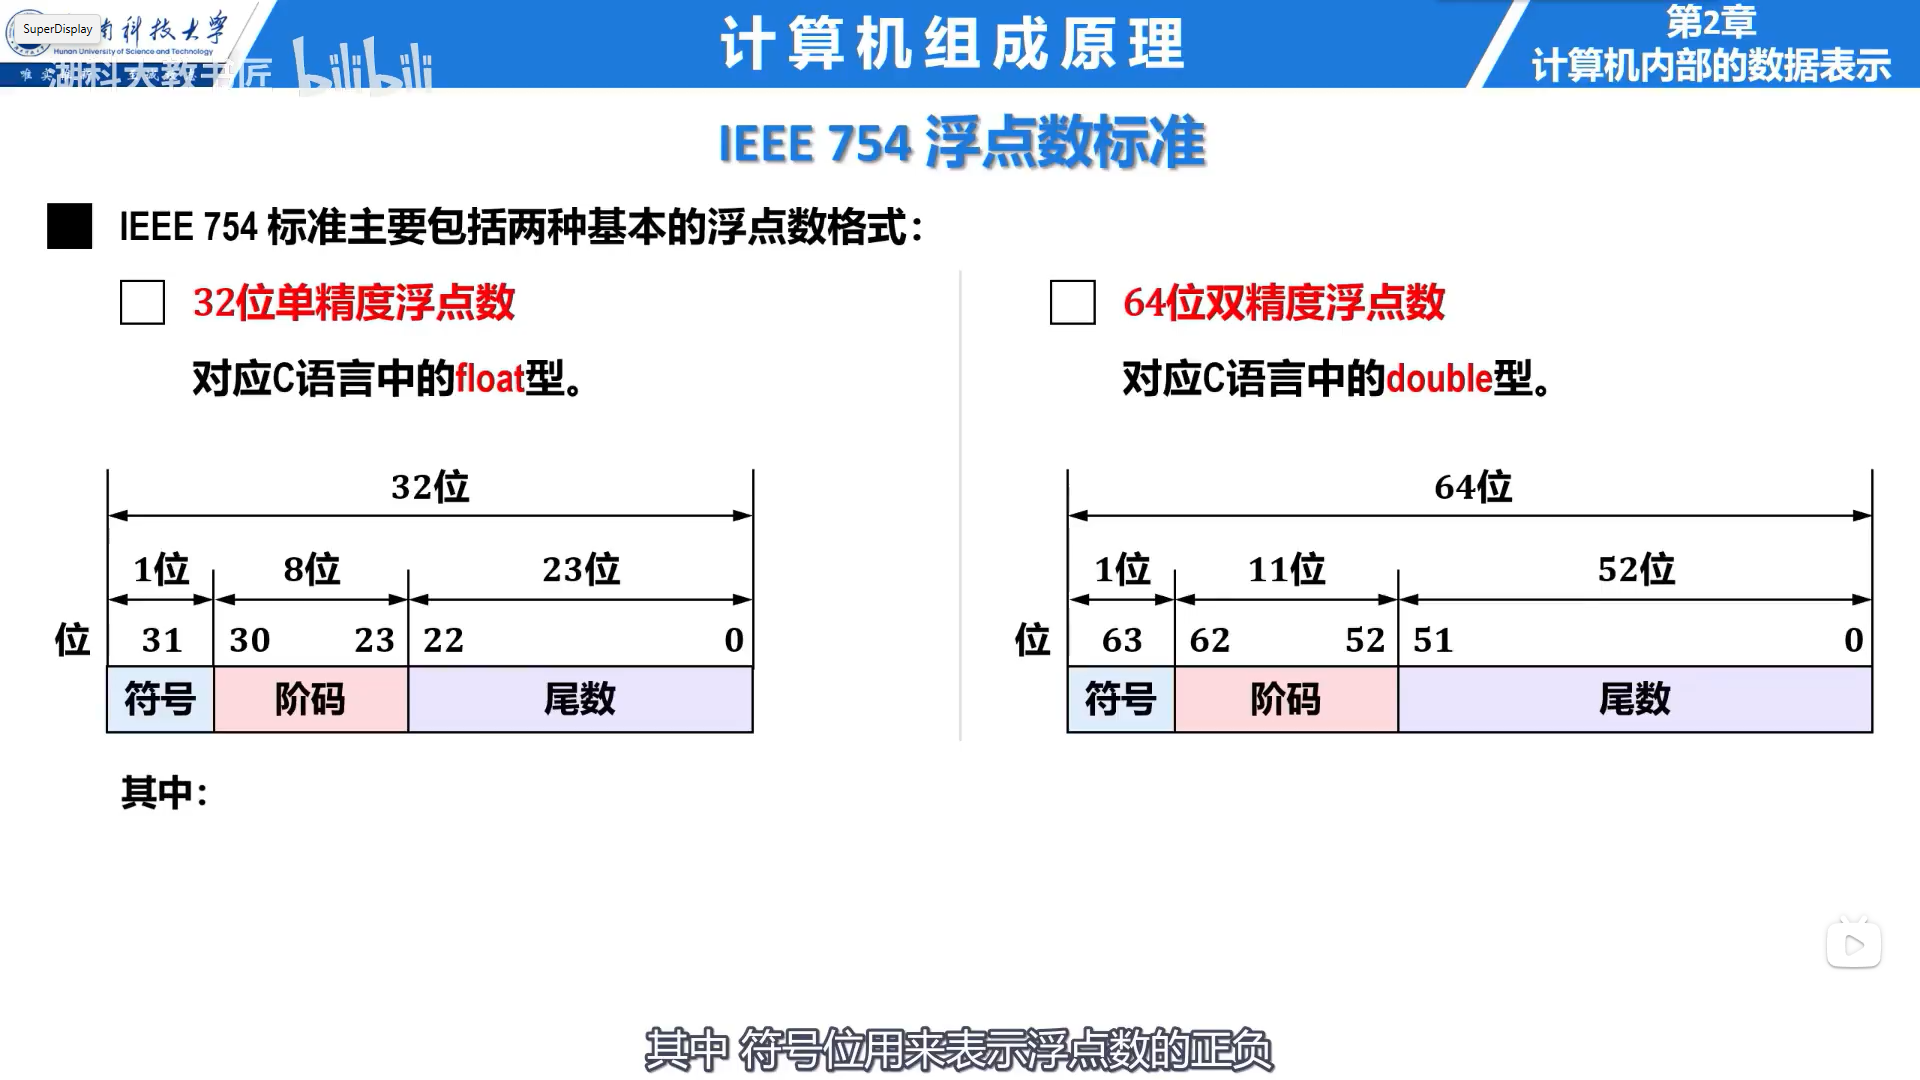 SuperDisplay
南科技大学
Hunan University of Science and Technology
湖科大教书匠
bilibili
计算机组成原理
第2章
计算机内部的数据表示
IEEE 754 浮点数标准
IEEE 754 标准主要包括两种基本的浮点数格式：
32位单精度浮点数
对应C语言中的float型。
32位
1位 8位 23位
位 31 30 23 22 0
符号 阶码 尾数
64位双精度浮点数
对应C语言中的double型。
64位
1位 11位 52位
位 63 62 52 51 0
符号 阶码 尾数
其中：
其中 符号位用来表示浮点数的正负